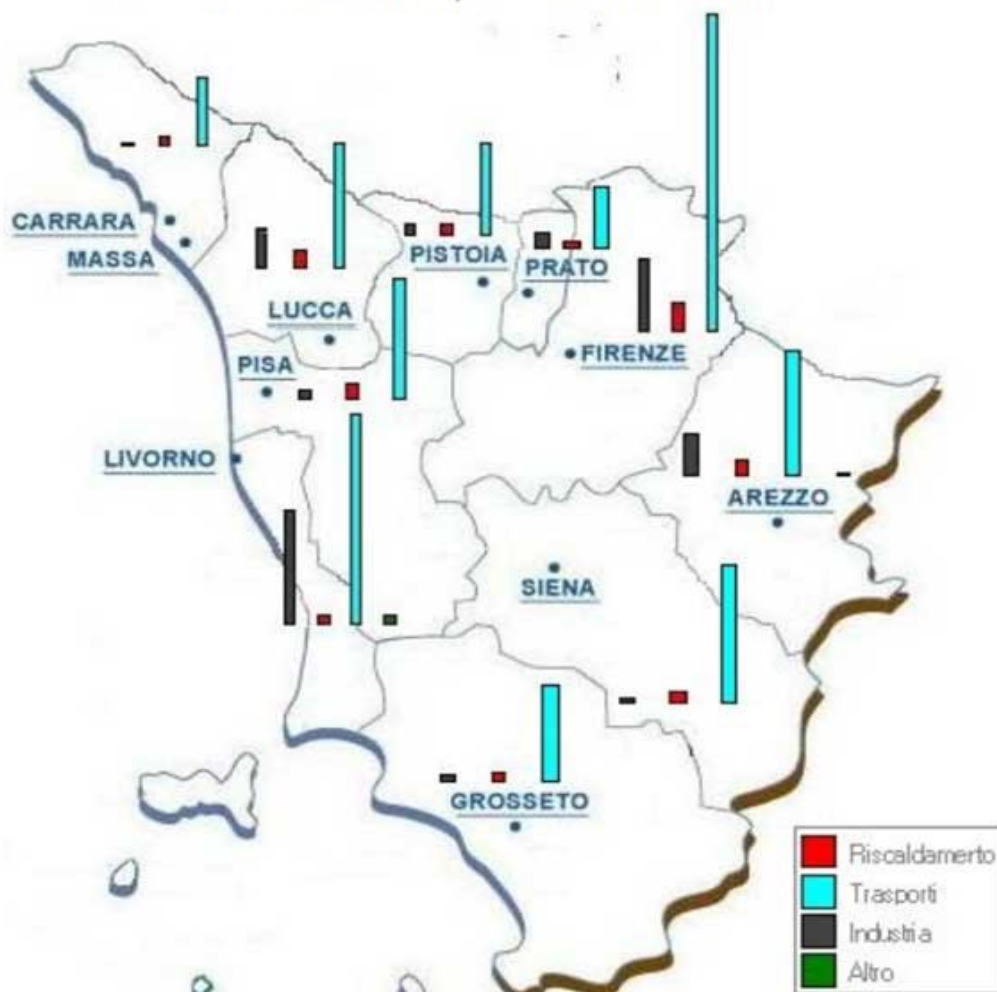 CARRARA
MASSA
PISTOIA
PRATO
LUCCA
FIRENZE
PISA
LIVORNO
AREZZO
SIENA
GROSSETO
Riscaldamerto
Trasporti
Industria
Altro